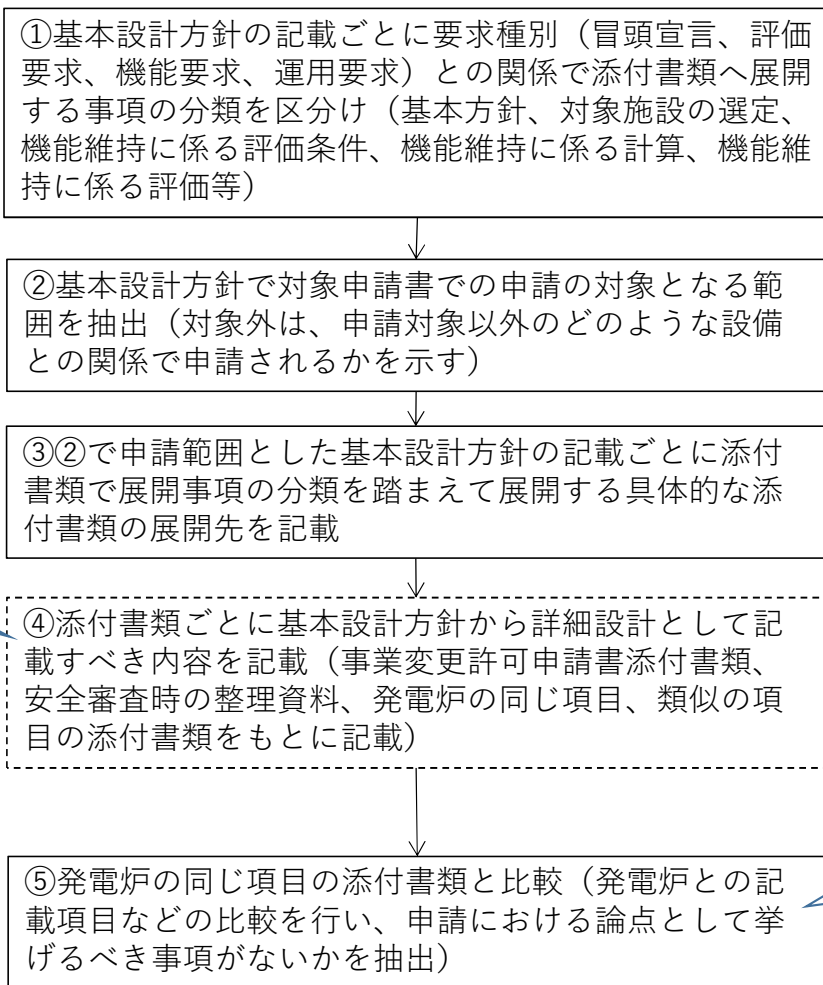 ①基本設計方針の記載ごとに要求種別（冒頭宣言、評価
要求、機能要求、運用要求）との関係で添付書類へ展開
する事項の分類を区分け（基本方針、対象施設の選定、
機能維持に係る評価条件、機能維持に係る計算、機能維
持に係る評価等）
②基本設計方針で対象申請書での申請の対象となる範
囲を抽出（対象外は、申請対象以外のどのような設備
との関係で申請されるかを示す）
③②で申請範囲とした基本設計方針の記載ごとに添付
書類で展開事項の分類を踏まえて展開する具体的な添
付書類の展開先を記載
④添付書類ごとに基本設計方針から詳細設計として記
載すべき内容を記載（事業変更許可申請書添付書類、
安全審査時の整理資料、発電炉の同じ項目、類似の項
目の添付書類をもとに記載）
⑤発電炉の同じ項目の添付書類と比較（発電炉との記
載項目などの比較を行い、申請における論点として挙
げるべき事項がないかを抽出）